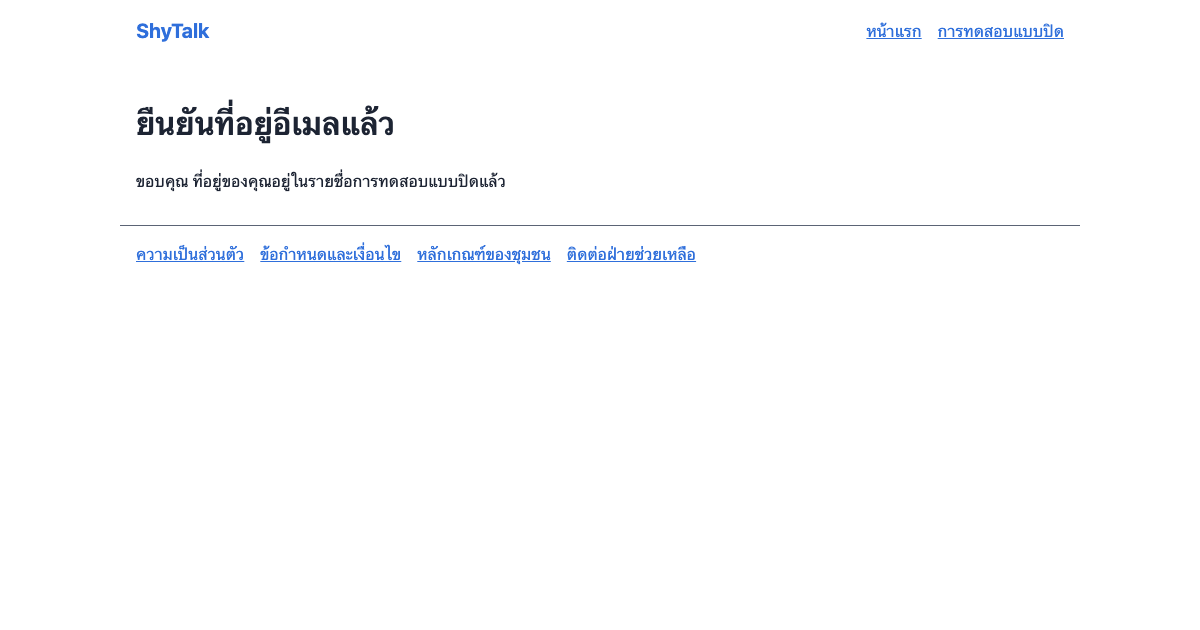 ShyTalk
หน้าแรก การทดสอบแบบปิด
ยืนยันที่อยู่อีเมลแล้ว
ขอบคุณ ที่อยู่ของคุณอยู่ในรายชื่อการทดสอบแบบปิดแล้ว
ความเป็นส่วนตัว ข้อกำหนดและเงื่อนไข หลักเกณฑ์ของชุมชน ติดต่อฝ่ายช่วยเหลือ